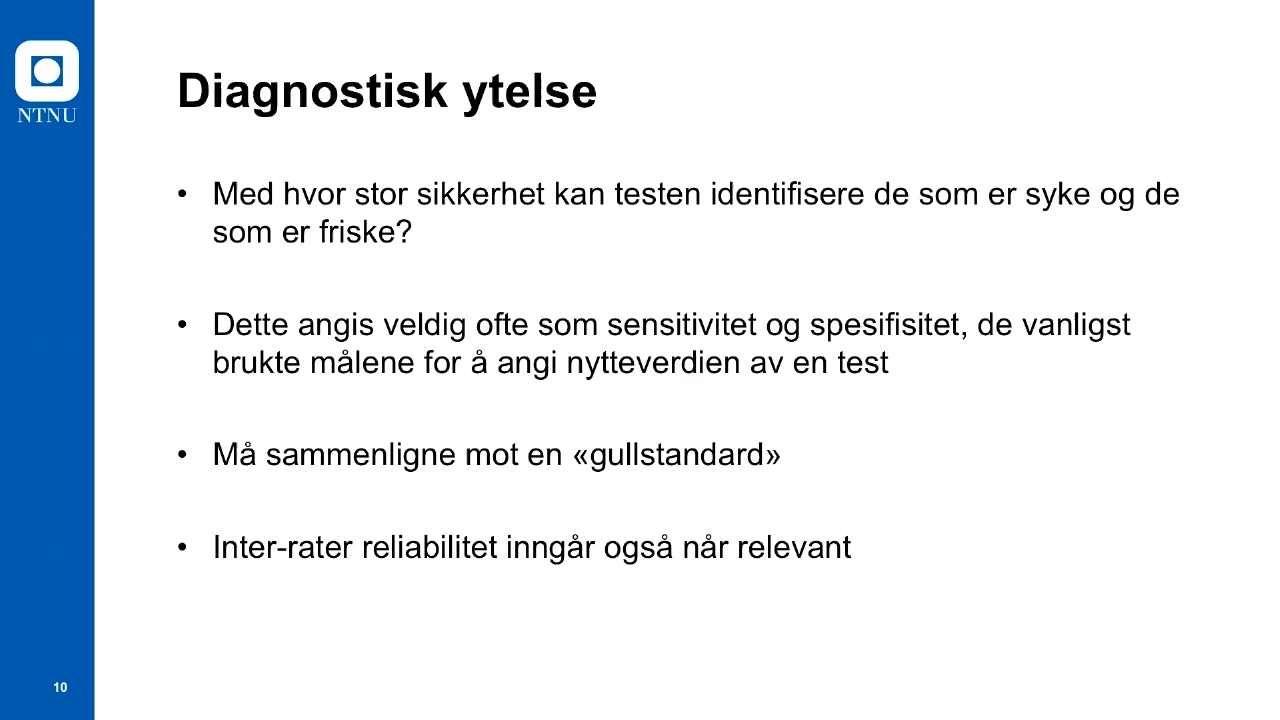 NTNU
Diagnostisk ytelse
• Med hvor stor sikkerhet kan testen identifisere de som er syke og de
som er friske?
• Dette angis veldig ofte som sensitivitet og spesifisitet, de vanligst
brukte målene for å angi nytteverdien av en test
• Må sammenligne mot en «gullstandard»
• Inter-rater reliabilitet inngår også når relevant
10